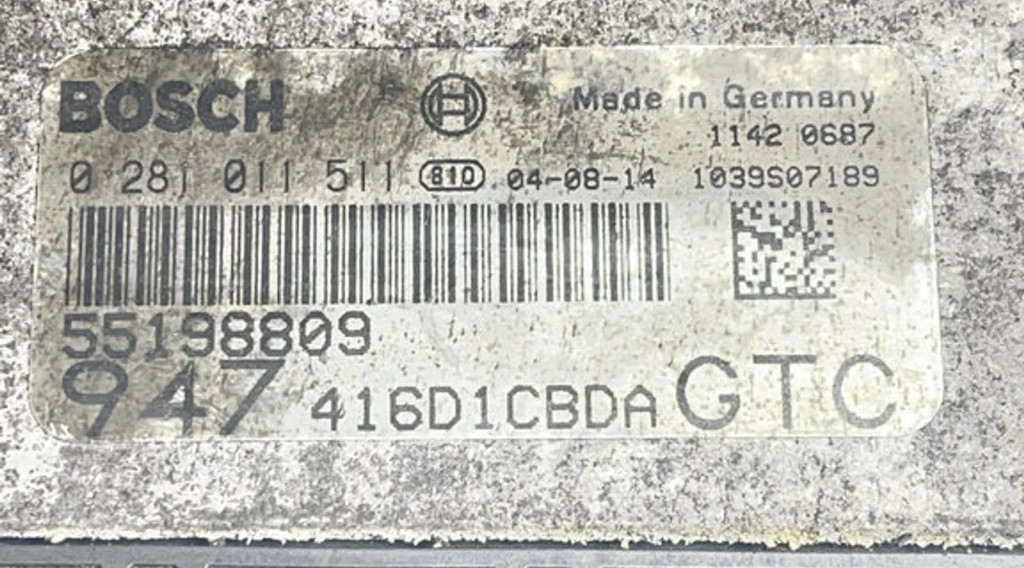 BOSCH Made in Germany
1142 0687
0 281 011 511 810 04-08-14 1039S07189
55198809
947 416D1CBDA GTC